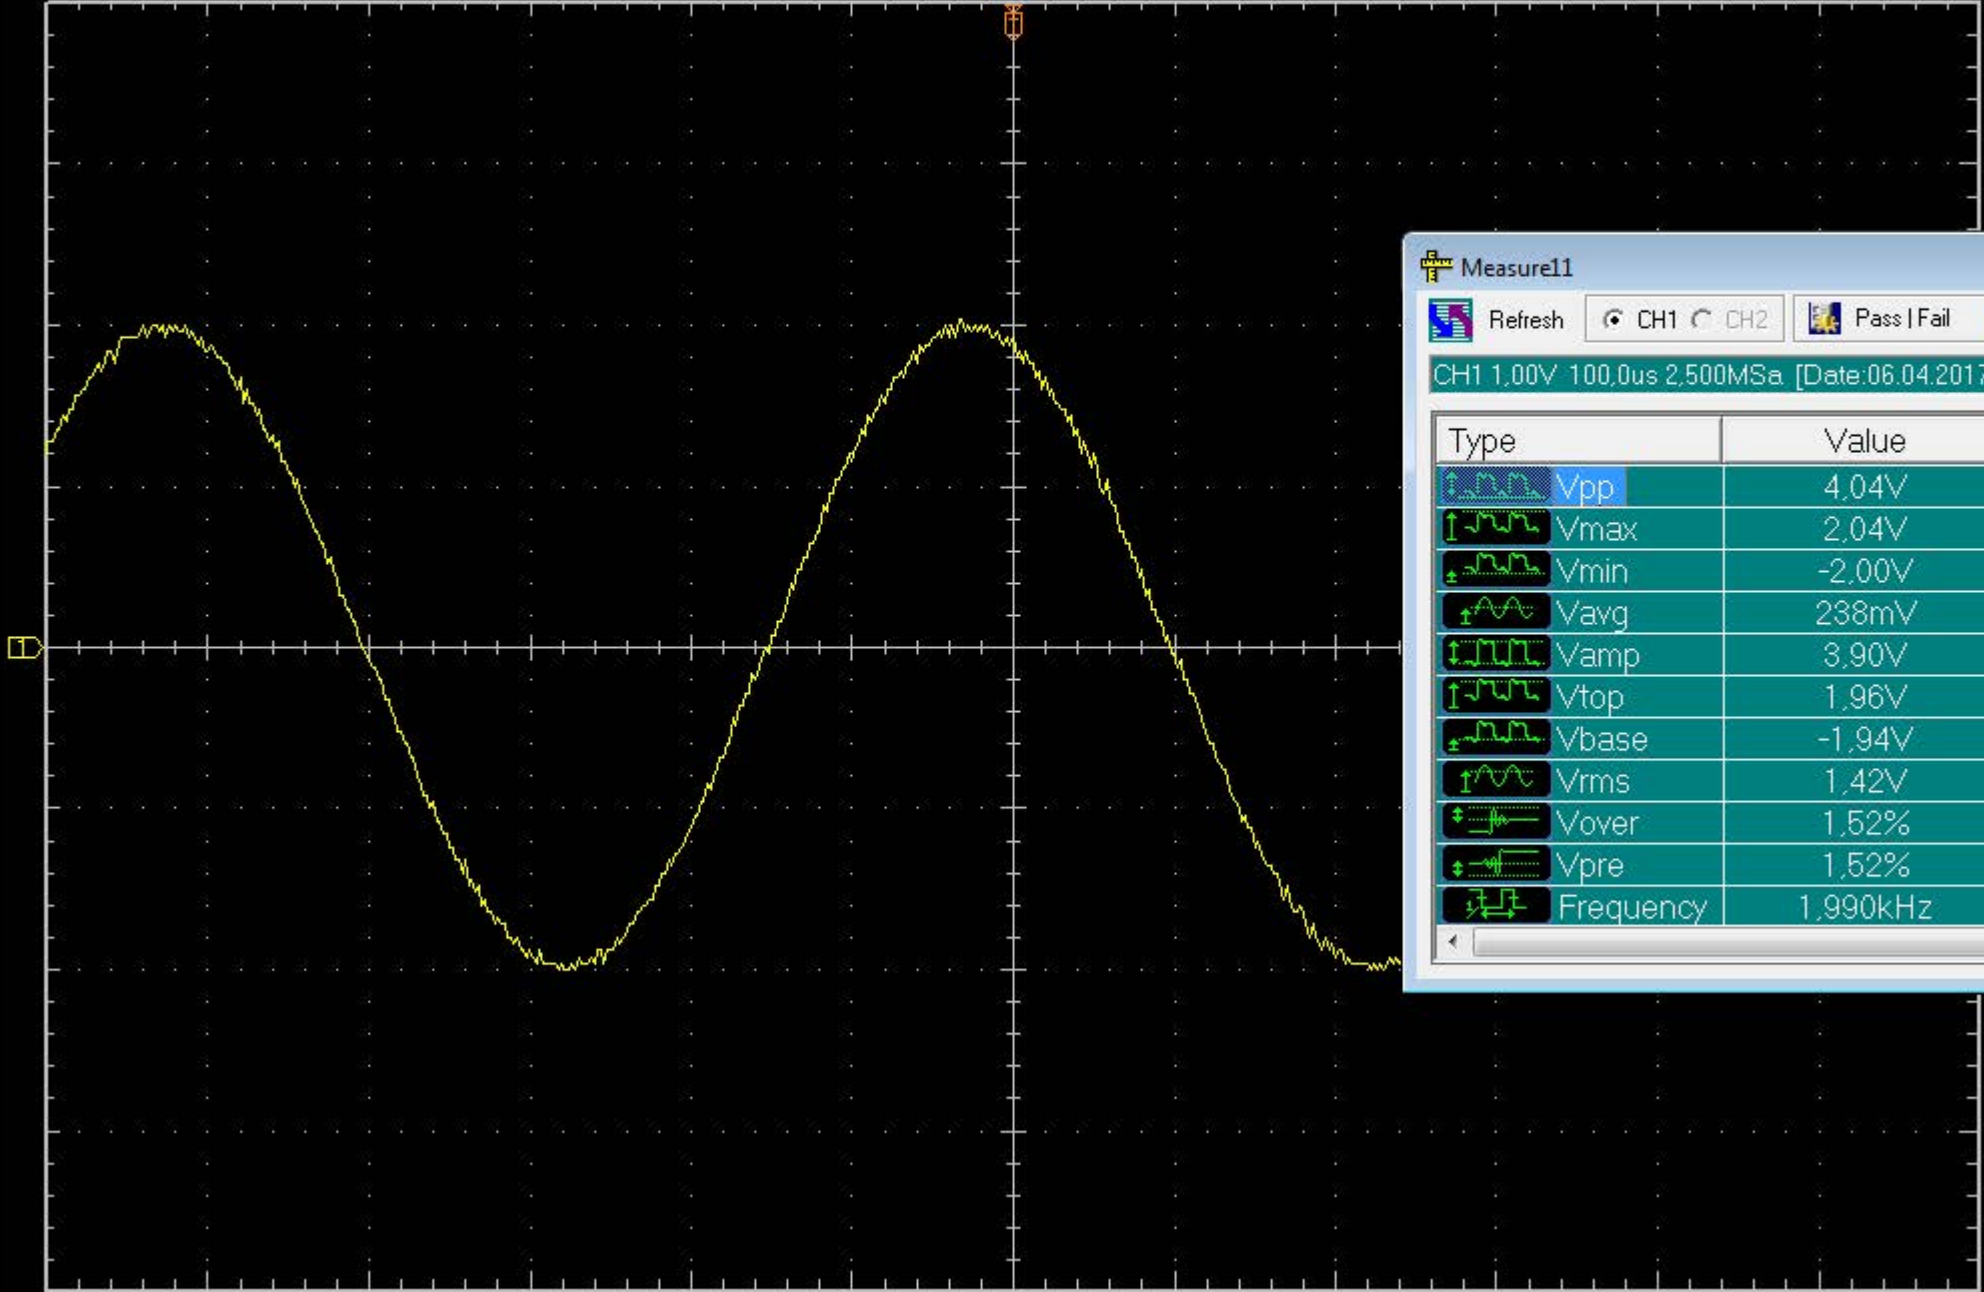 T
1
Measure11
Refresh CH1 CH2 Pass | Fail
CH1 1,00V 100,0us 2,500MSa [Date:06.04.2017
Type Value
Vpp 4,04V
Vmax 2,04V
Vmin -2,00V
Vavg 238mV
Vamp 3,90V
Vtop 1,96V
Vbase -1,94V
Vrms 1,42V
Vover 1,52%
Vpre 1,52%
Frequency 1,990kHz